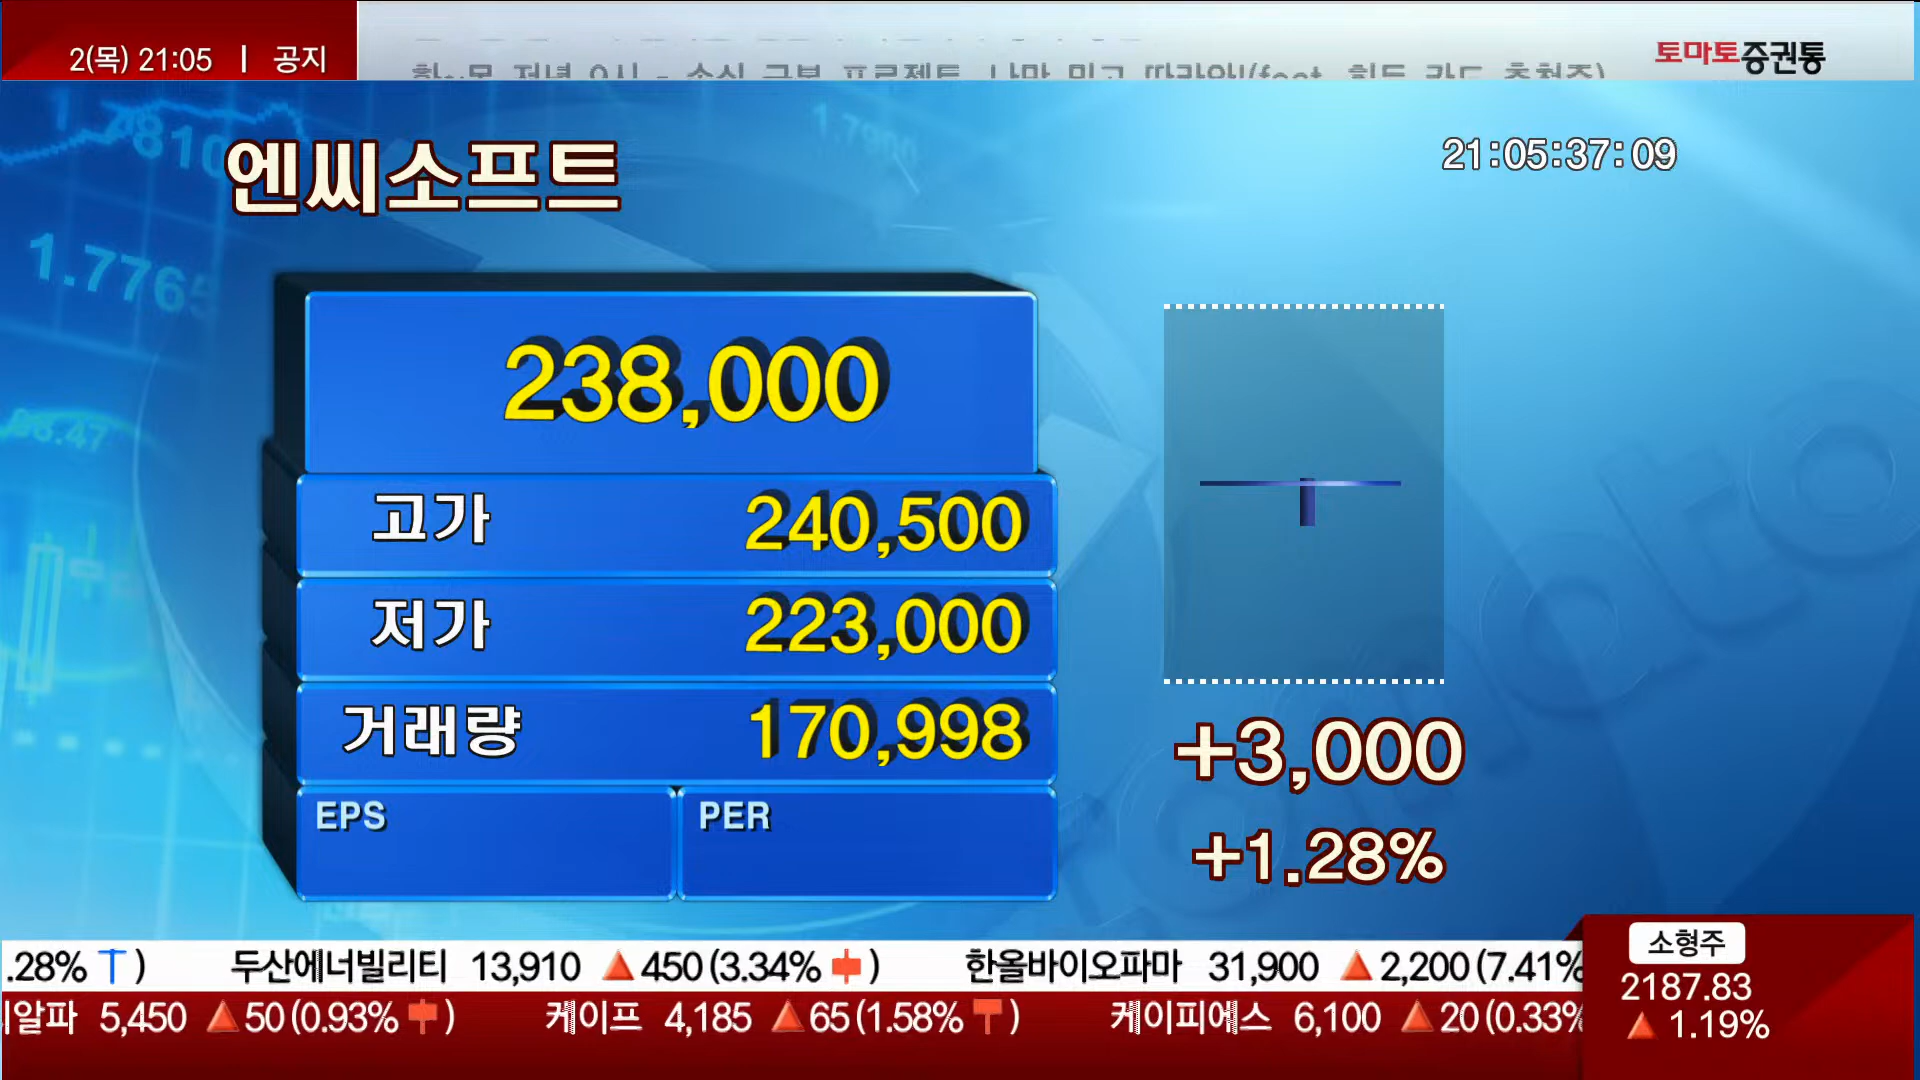 2(목) 21:05 | 공지
토마토증권통
엔씨소프트
21:05:37:09
238,000
고가 240,500
저가 223,000
거래량 170,998
EPS PER
+3,000
+1.28%
.28% ) 두산에너빌리티 13,910 ▲450(3.34% ) 한올바이오파마 31,900 ▲2,200(7.41%
알파 5,450 ▲50(0.93% ) 케이프 4,185 ▲65(1.58% ) 케이피에스 6,100 ▲20(0.33%
소형주
2187.83
▲ 1.19%
1.7765